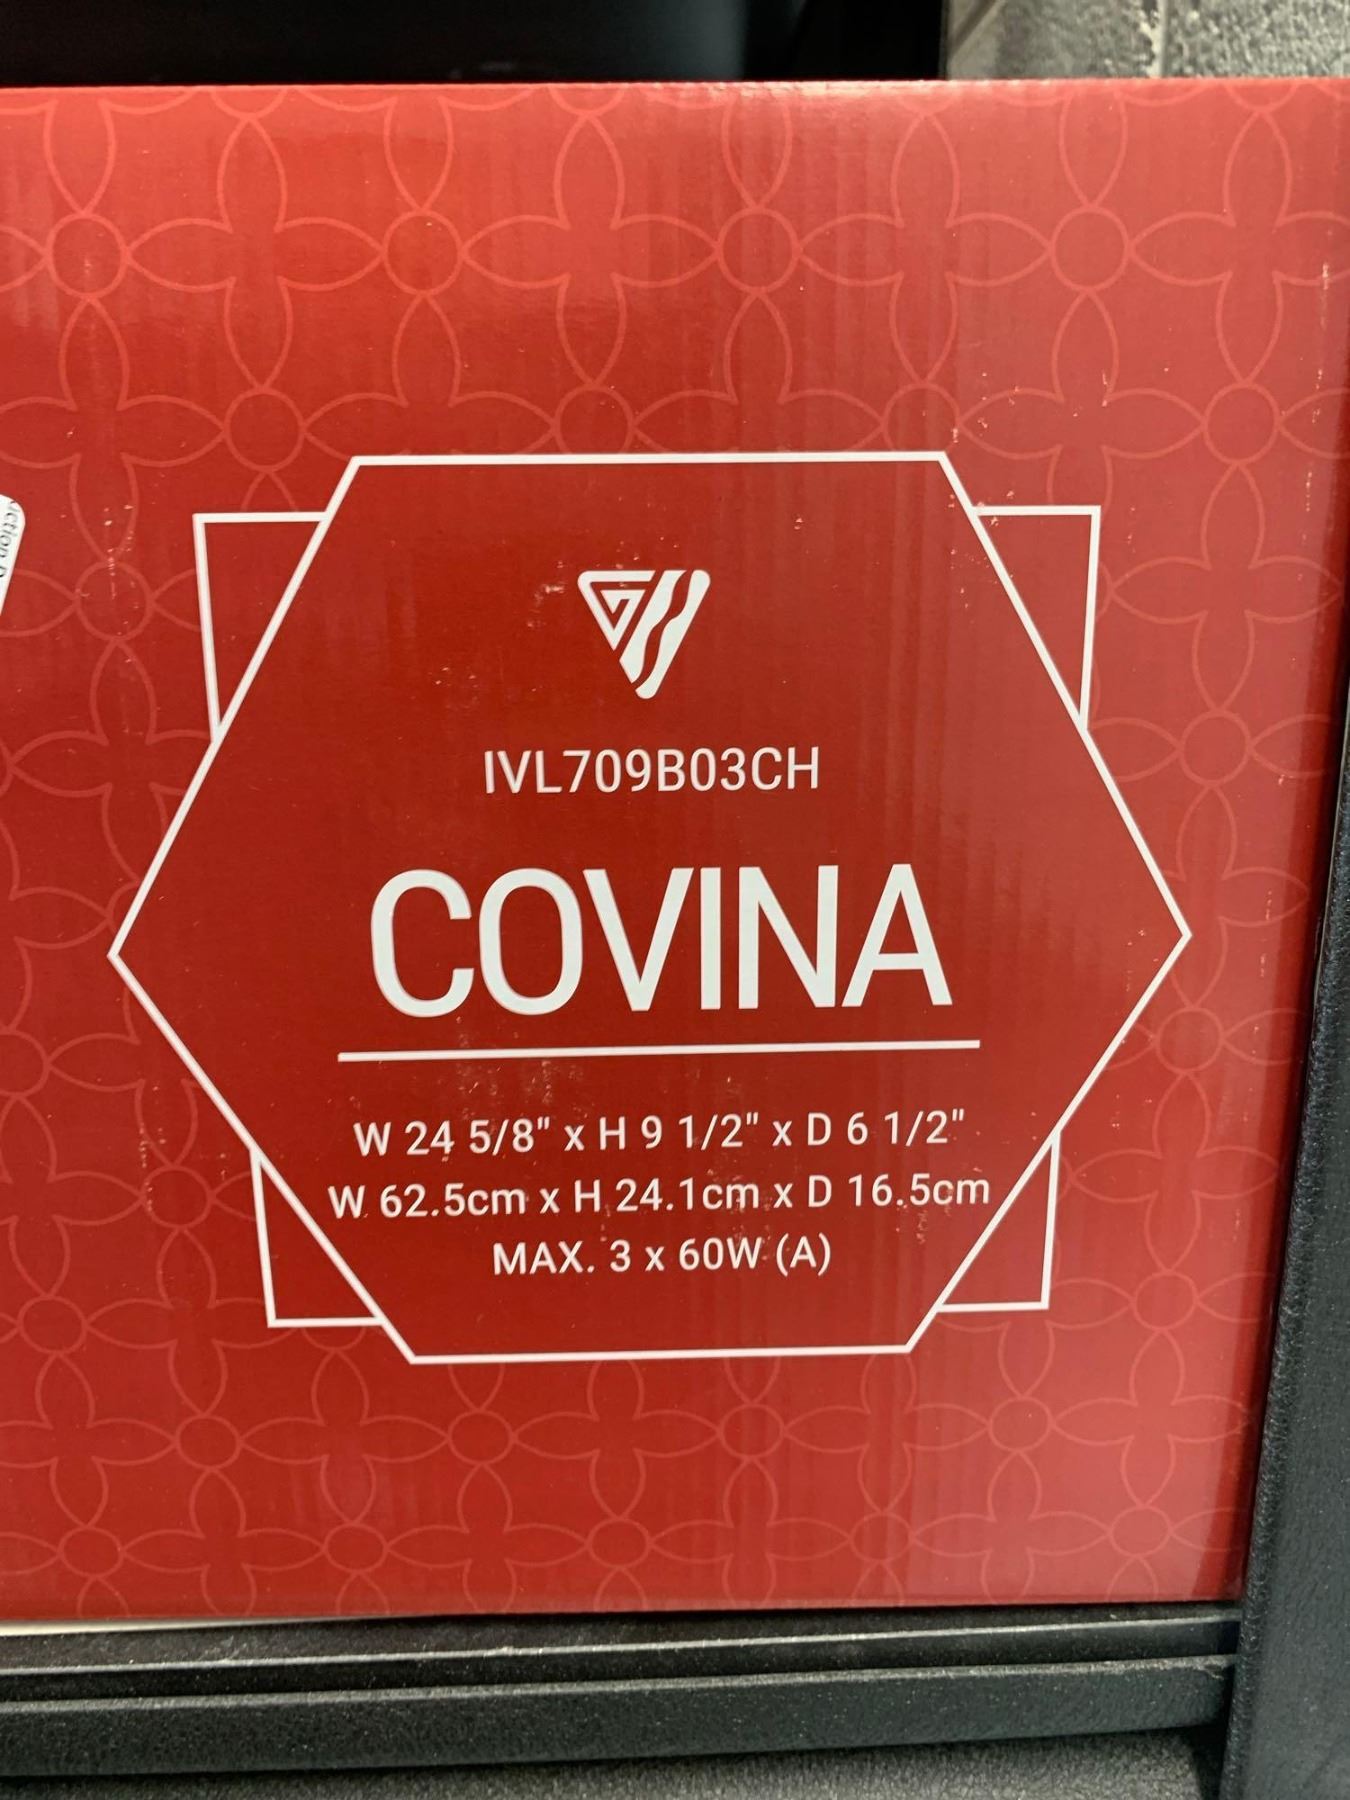 uction
IVL709B03CH
COVINA
W 24 5/8" x H 9 1/2" x D 6 1/2"
W 62.5cm x H 24.1cm x D 16.5cm
MAX. 3 x 60W (A)